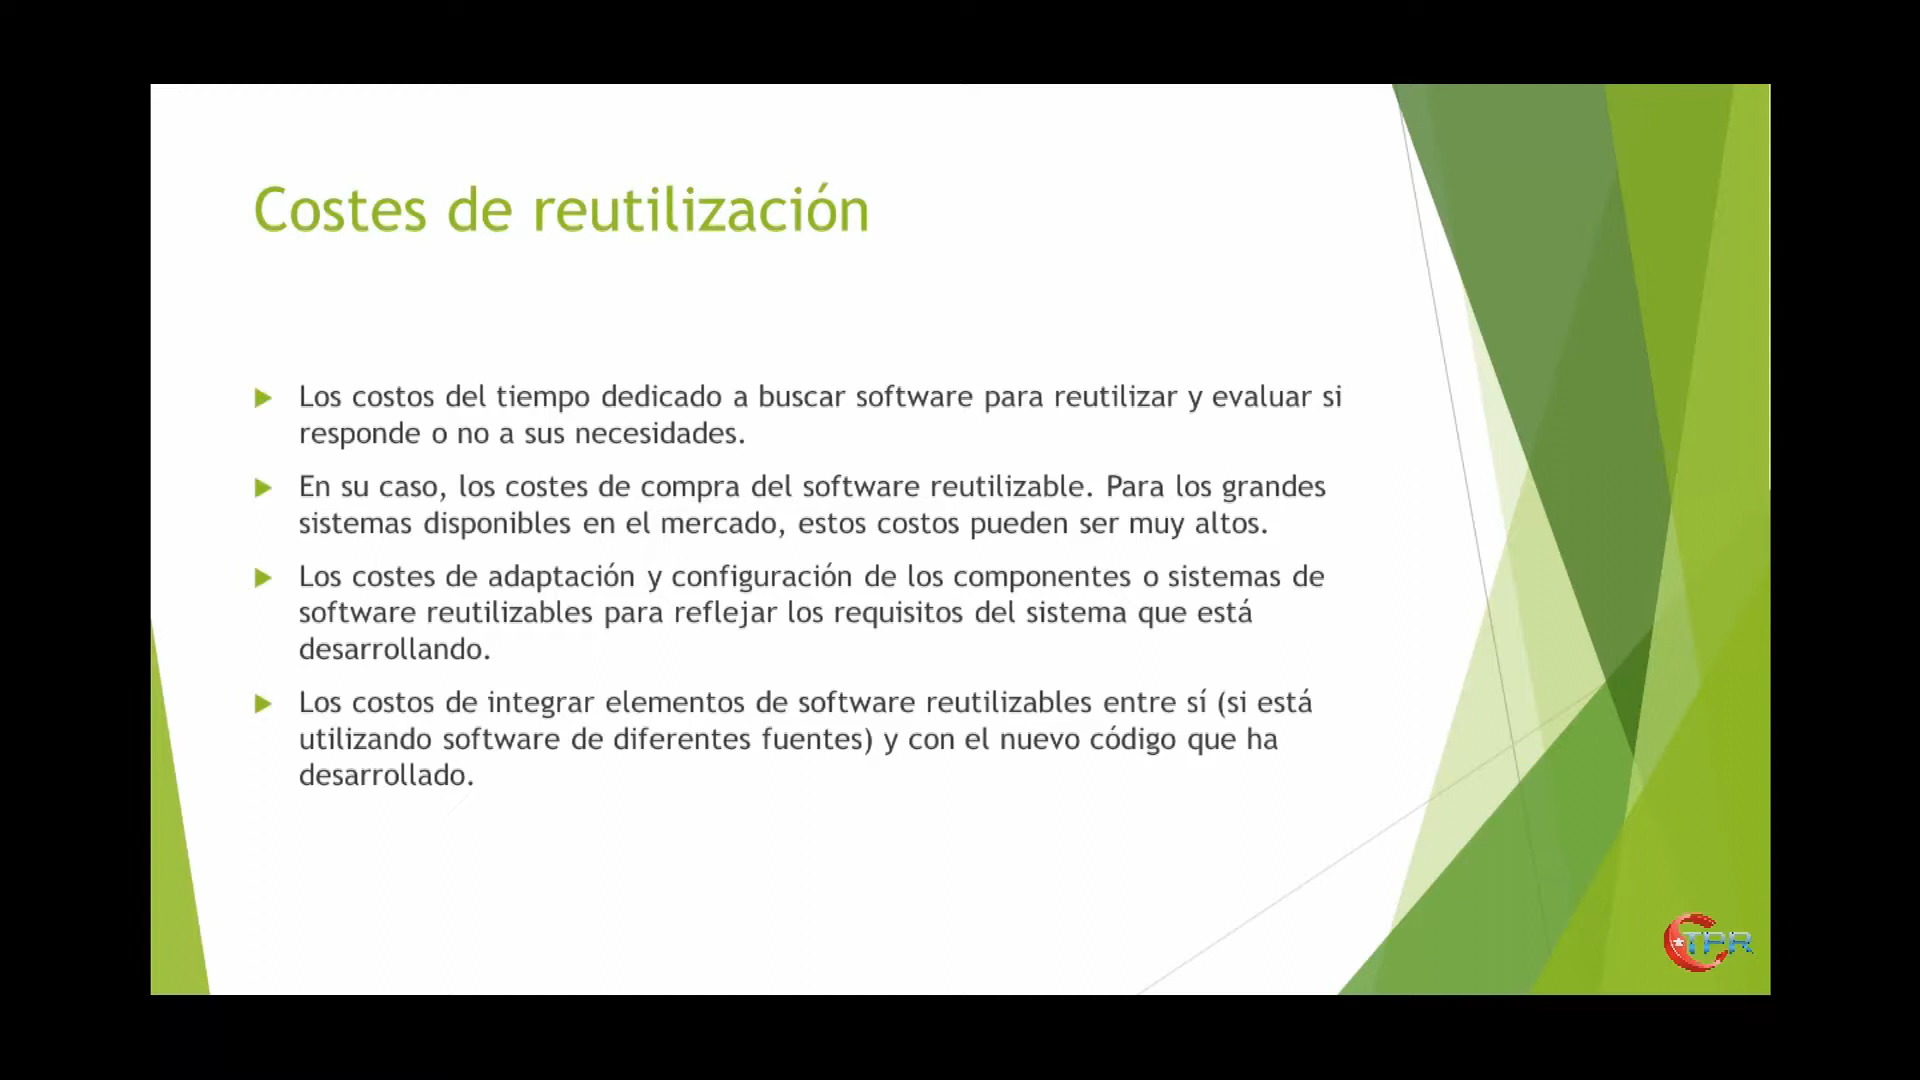 Costes de reutilización
Los costos del tiempo dedicado a buscar software para reutilizar y evaluar si
responde o no a sus necesidades.
En su caso, los costes de compra del software reutilizable. Para los grandes
sistemas disponibles en el mercado, estos costos pueden ser muy altos.
Los costes de adaptación y configuración de los componentes o sistemas de
software reutilizables para reflejar los requisitos del sistema que está
desarrollando.
Los costos de integrar elementos de software reutilizables entre sí (si está
utilizando software de diferentes fuentes) y con el nuevo código que ha
desarrollado.
TPR